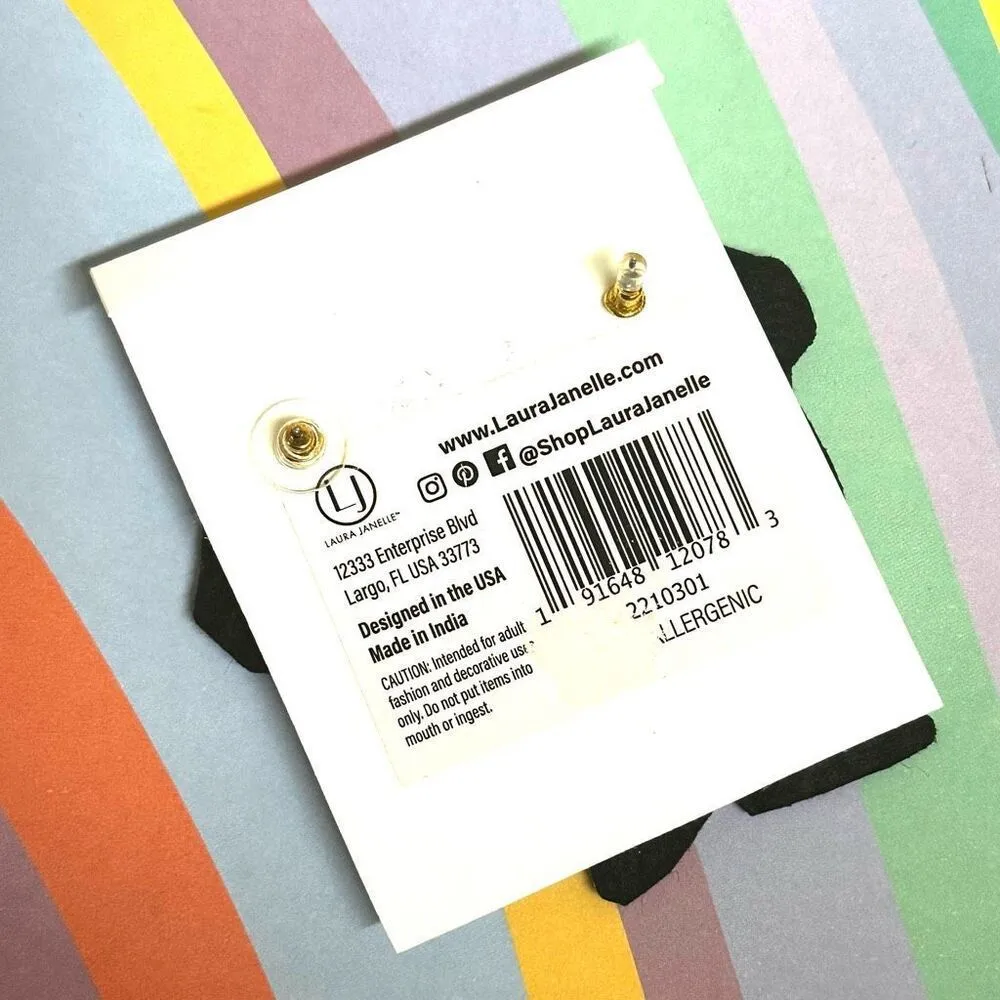 www.LauraJanelle.com
@ShopLauraJanelle
LJ
LAURA JANELLE™
12333 Enterprise Blvd
Largo, FL USA 33773
Designed in the USA
Made in India
CAUTION: Intended for adult
fashion and decorative use
only. Do not put items into
mouth or ingest.
1 91648 12078 3
2210301
LLERGENIC